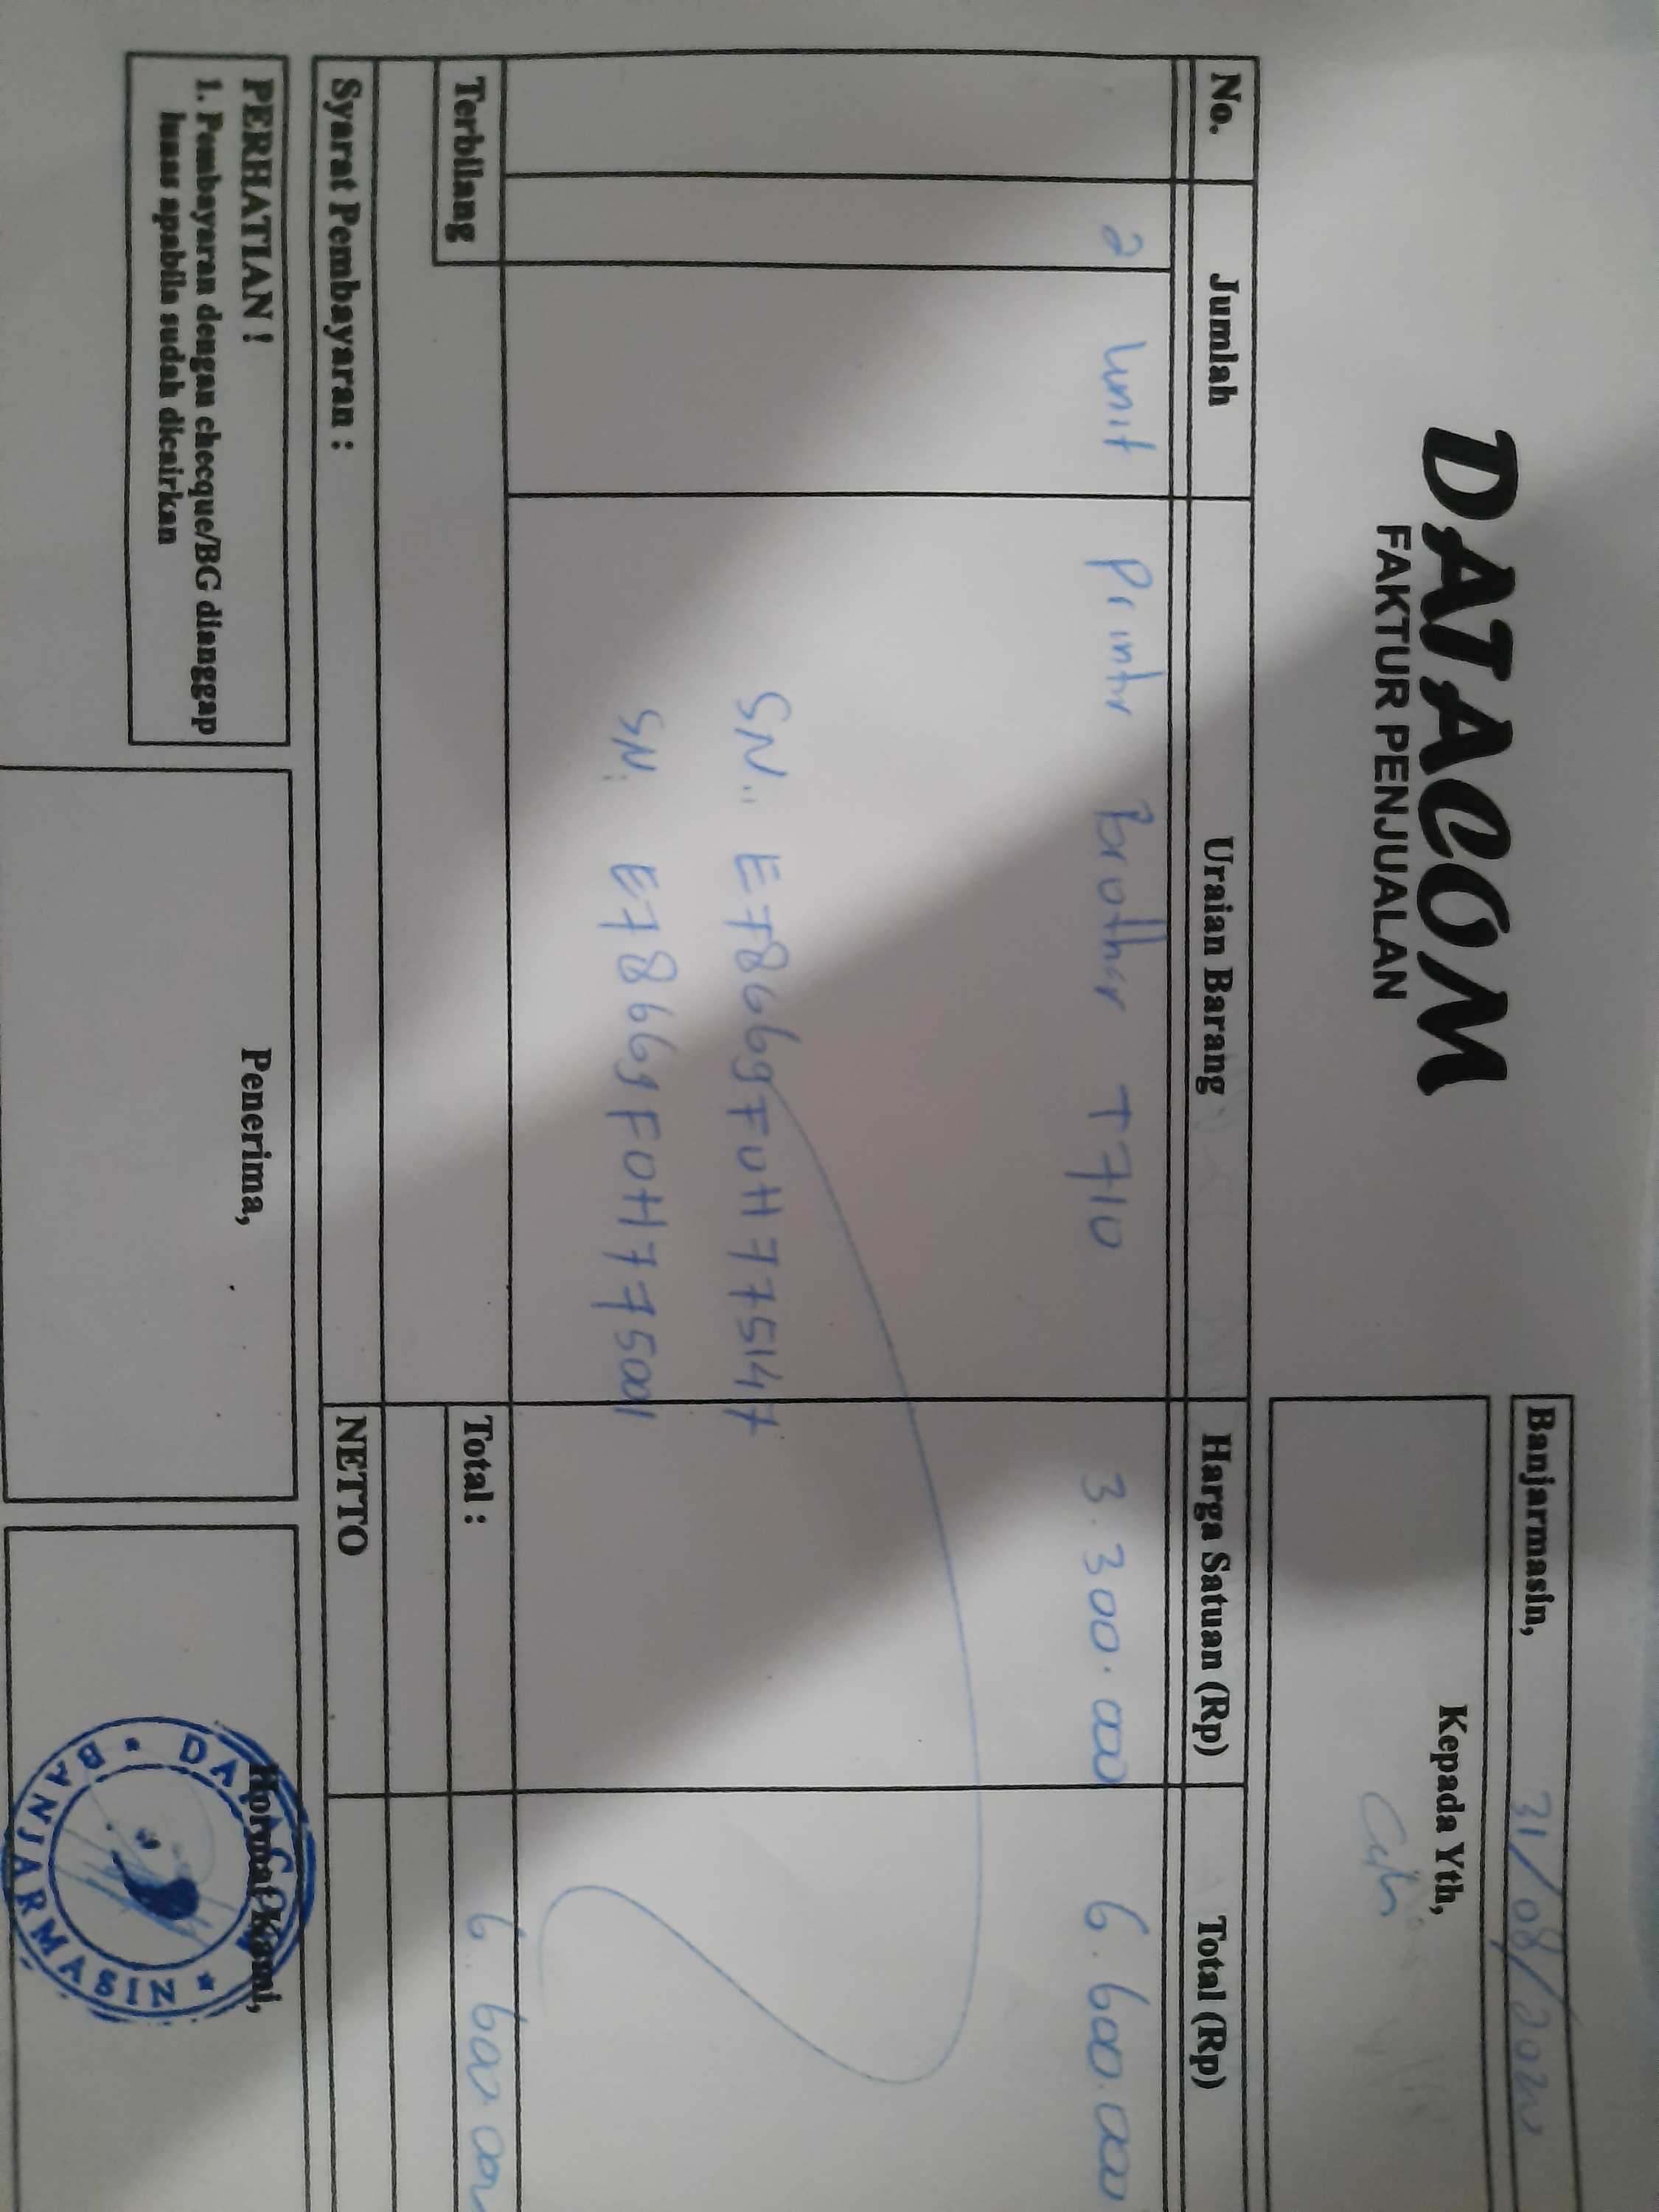 DATACOM
FAKTUR PENJUALAN
Banjarmasin, 31/08/2020
Kepada Yth,
Cash
No. Jumlah Uraian Barang Harga Satuan (Rp) Total (Rp)
2 Unit Printer Brother T710 3.300.000 6.600.000
SN: E78669F0H775147
SN: E78669F0H775001
Terbilang Total : 6.600.000
Syarat Pembayaran : NETTO
PERHATIAN !
1. Pembayaran dengan checque/BG dianggap
lunas apabila sudah dicairkan
Penerima,
Hormat Kami,
DATACOM
BANJARMASIN